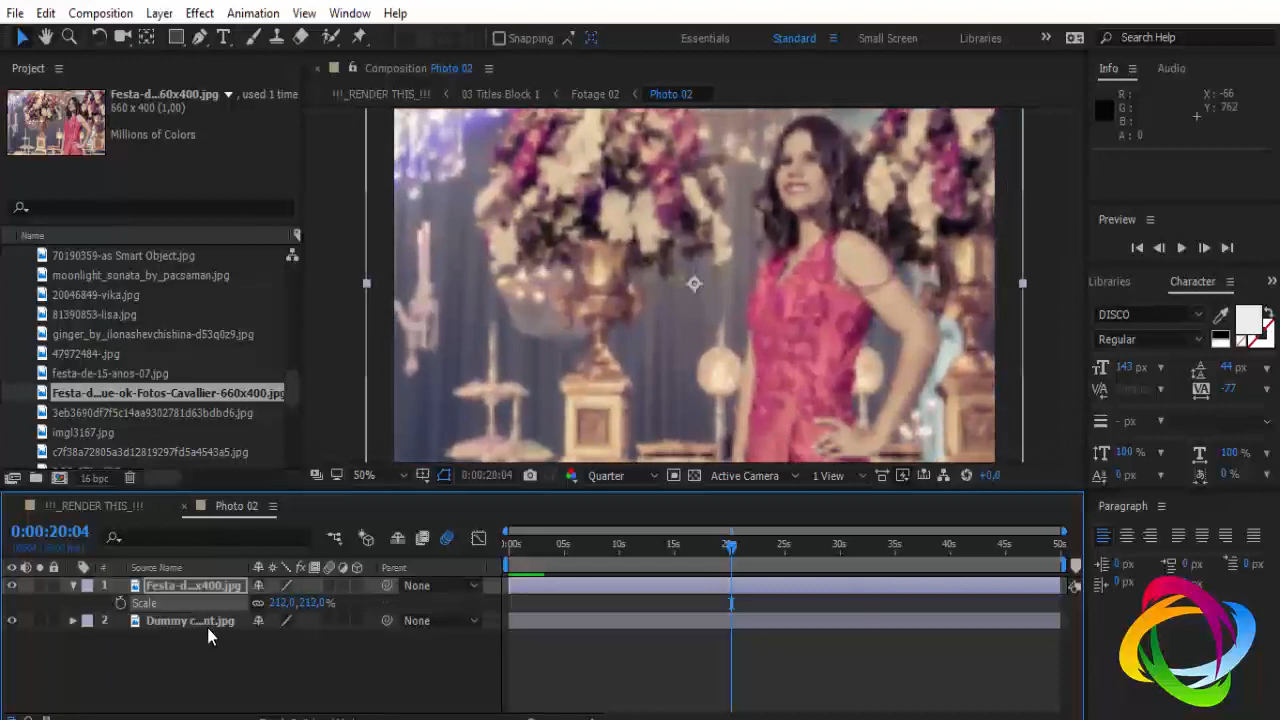 File Edit Composition Layer Effect Animation View Window Help
Snapping Essentials Standard Small Screen Libraries Search Help
Project
Composition Photo 02
Info Audio
Festa-d...60x400.jpg , used 1 time
660 x 400 (1,00)
Millions of Colors
!!!_RENDER THIS_!!! 03 Titles Block 1 Footage 02 Photo 02
R :
G :
B :
A : 0
X : -66
Y : 762
Preview
Name
70190359-as Smart Object.jpg
moonlight_sonata_by_pacsaman.jpg
20046849-vika.jpg
81390853-lisa.jpg
ginger_by_ilonashevchishina-d53q0z9.jpg
47972484-.jpg
festa-de-15-anos-07.jpg
Festa-d...ue-ok-Fotos-Cavallier-660x400.jpg
3eb3690df7f5c14aa9302781d63bdbd6.jpg
imgl3167.jpg
c7f38a72805a3d12819297fd5a4543a5.jpg
Libraries Character
DISCO
Regular
143 px 44 px
-77
- px
100 % 100 %
0 px 0 %
16 bpc
50% 0:00:20:04 Quarter Active Camera 1 View +0,0
!!!_RENDER THIS_!!! Photo 02
Paragraph
0:00:20:04
0 px 0 px 0 px
0 px 0 px
:00s 05s 10s 15s 20s 25s 30s 35s 40s 45s 50s
# Source Name Parent
1 Festa-d...x400.jpg None
Scale 212,0,212,0%
2 Dummy c...nt.jpg None